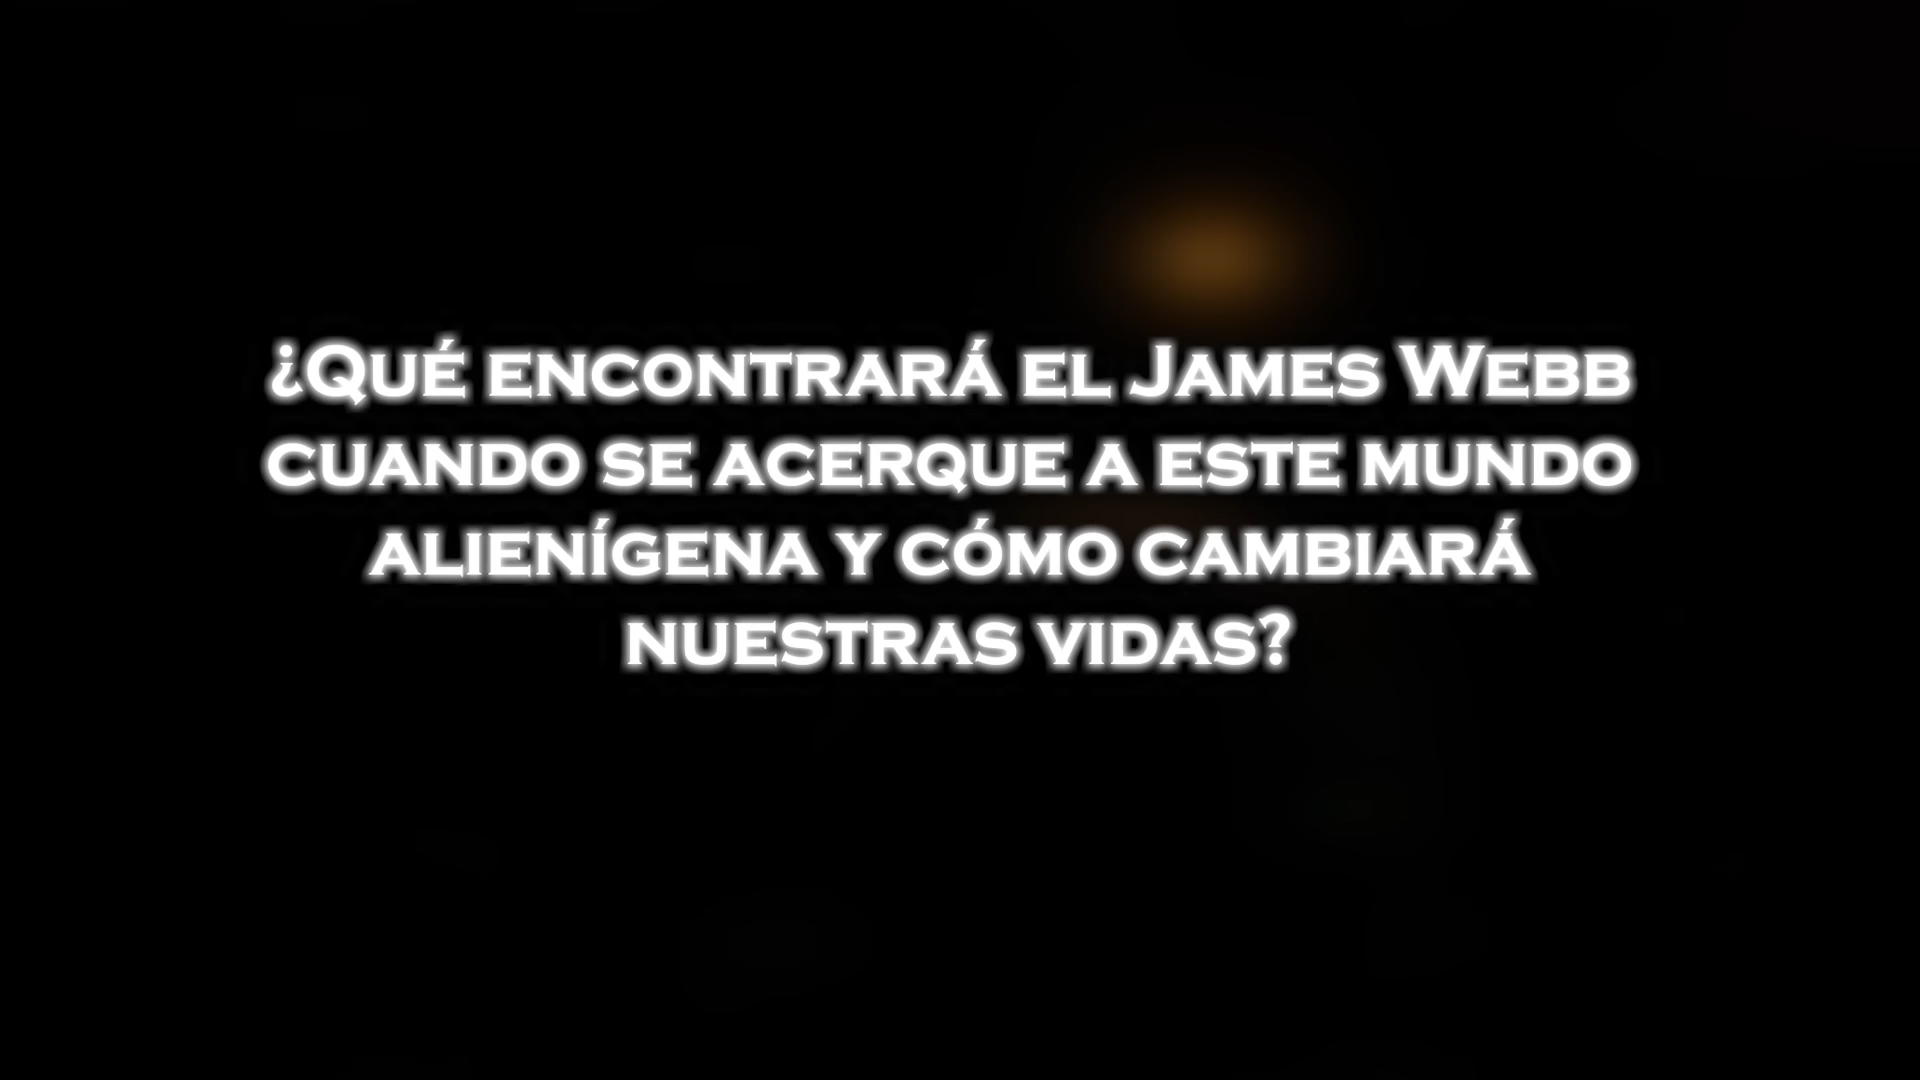 ¿Qué encontrará el James Webb
cuando se acerque a este mundo
alienígena y cómo cambiará
nuestras vidas?